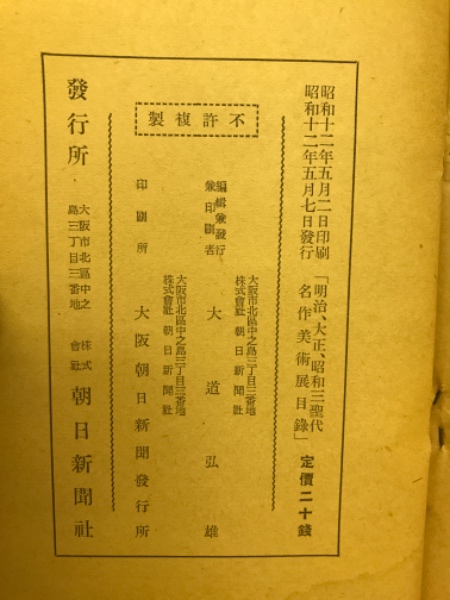 昭和十二年五月二日印刷
昭和十二年五月七日發行
「明治、大正、昭和三聖代
名作美術展目錄」
定價二十錢
不許複製
大阪市北區中之島三丁目三番地
株式會社 朝日新聞社
編輯兼發行
兼印刷者
大道弘雄
大阪市北區中之島三丁目三番地
株式會社 朝日新聞社
印刷所
大阪朝日新聞發行所
發行所
大阪市北區中之
島三丁目三番地
株式
會社
朝日新聞社